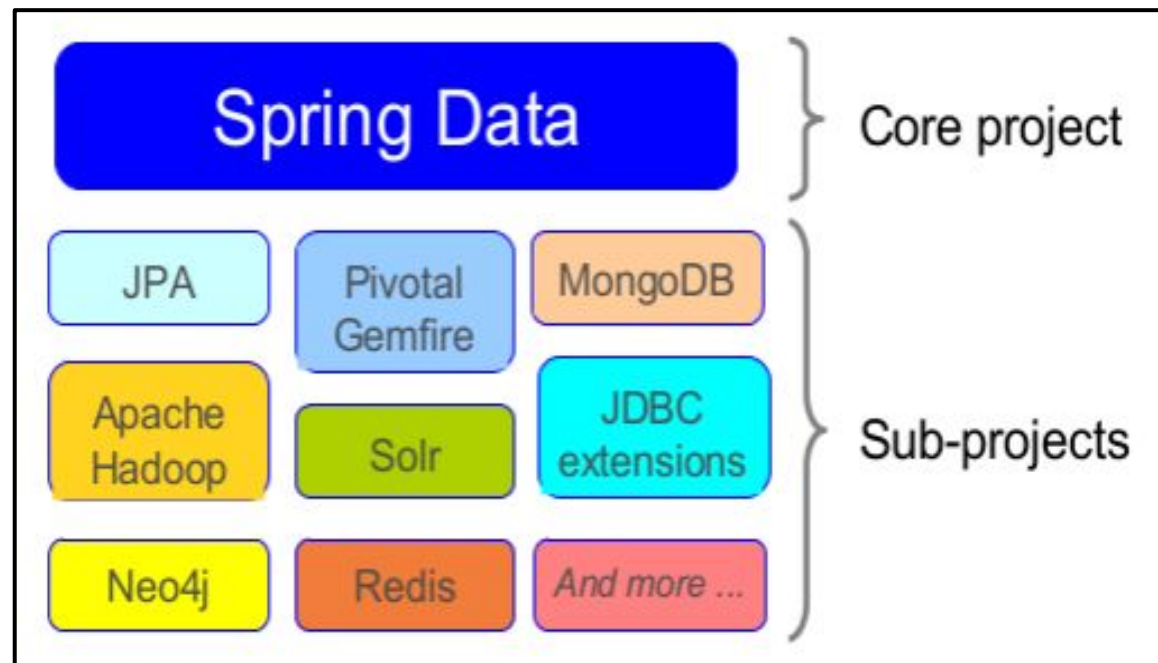 Spring Data
Core project
JPA
Pivotal
Gemfire
MongoDB
Apache
Hadoop
Solr
JDBC
extensions
Sub-projects
Neo4j
Redis
And more ...